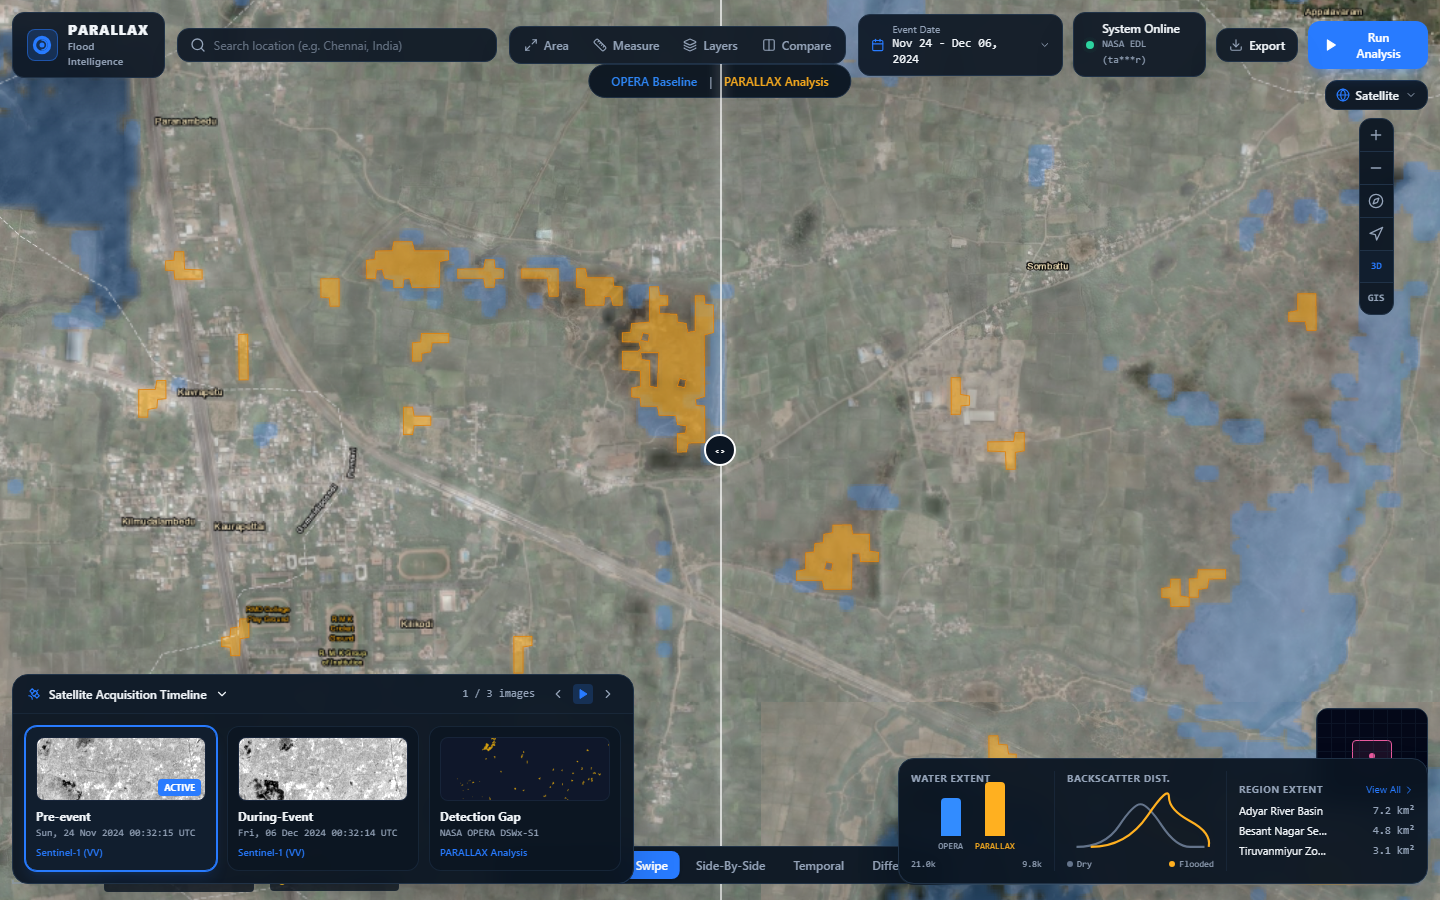 PARALLAX
Flood
Intelligence
Search location (e.g. Chennai, India)
Area
Measure
Layers
Compare
Event Date
Nov 24 - Dec 06,
2024
System Online
NASA EDL
(ta***r)
Export
Run
Analysis
OPERA Baseline | PARALLAX Analysis
Satellite
3D
GIS
Appalavaram
Panambedu
Sombattu
Kavrapetu
Kilmudalambedu
Kavrapettai
Kilikodi
Satellite Acquisition Timeline
1 / 3 images
ACTIVE
Pre-event
Sun, 24 Nov 2024 00:32:15 UTC
Sentinel-1 (VV)
During-Event
Fri, 06 Dec 2024 00:32:14 UTC
Sentinel-1 (VV)
Detection Gap
NASA OPERA DSWx-S1
PARALLAX Analysis
Swipe
Side-By-Side
Temporal
Diffe
WATER EXTENT
OPERA
PARALLAX
21.0k
9.8k
BACKSCATTER DIST.
Dry
Flooded
REGION EXTENT
View All
Adyar River Basin 7.2 km²
Besant Nagar Se... 4.8 km²
Tiruvanmiyur Zo... 3.1 km²